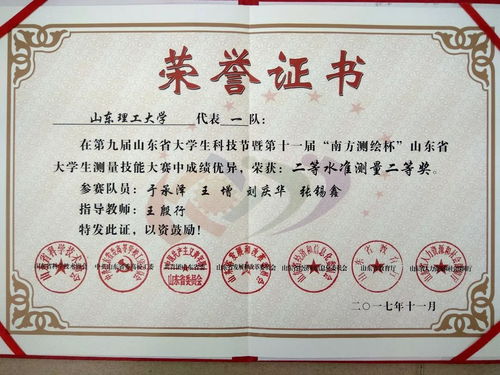 荣誉证书
山东理工大学 代表 一 队：
在第九届山东省大学生科技节暨第十一届“南方测绘杯”山东省
大学生测量技能大赛中成绩优异，荣获：二等水准测量二等奖。
参赛队员：于承泽 王增 刘庆华 张锡鑫
指导教师：王殷行
特发此证，以资鼓励！
二〇一七年十一月